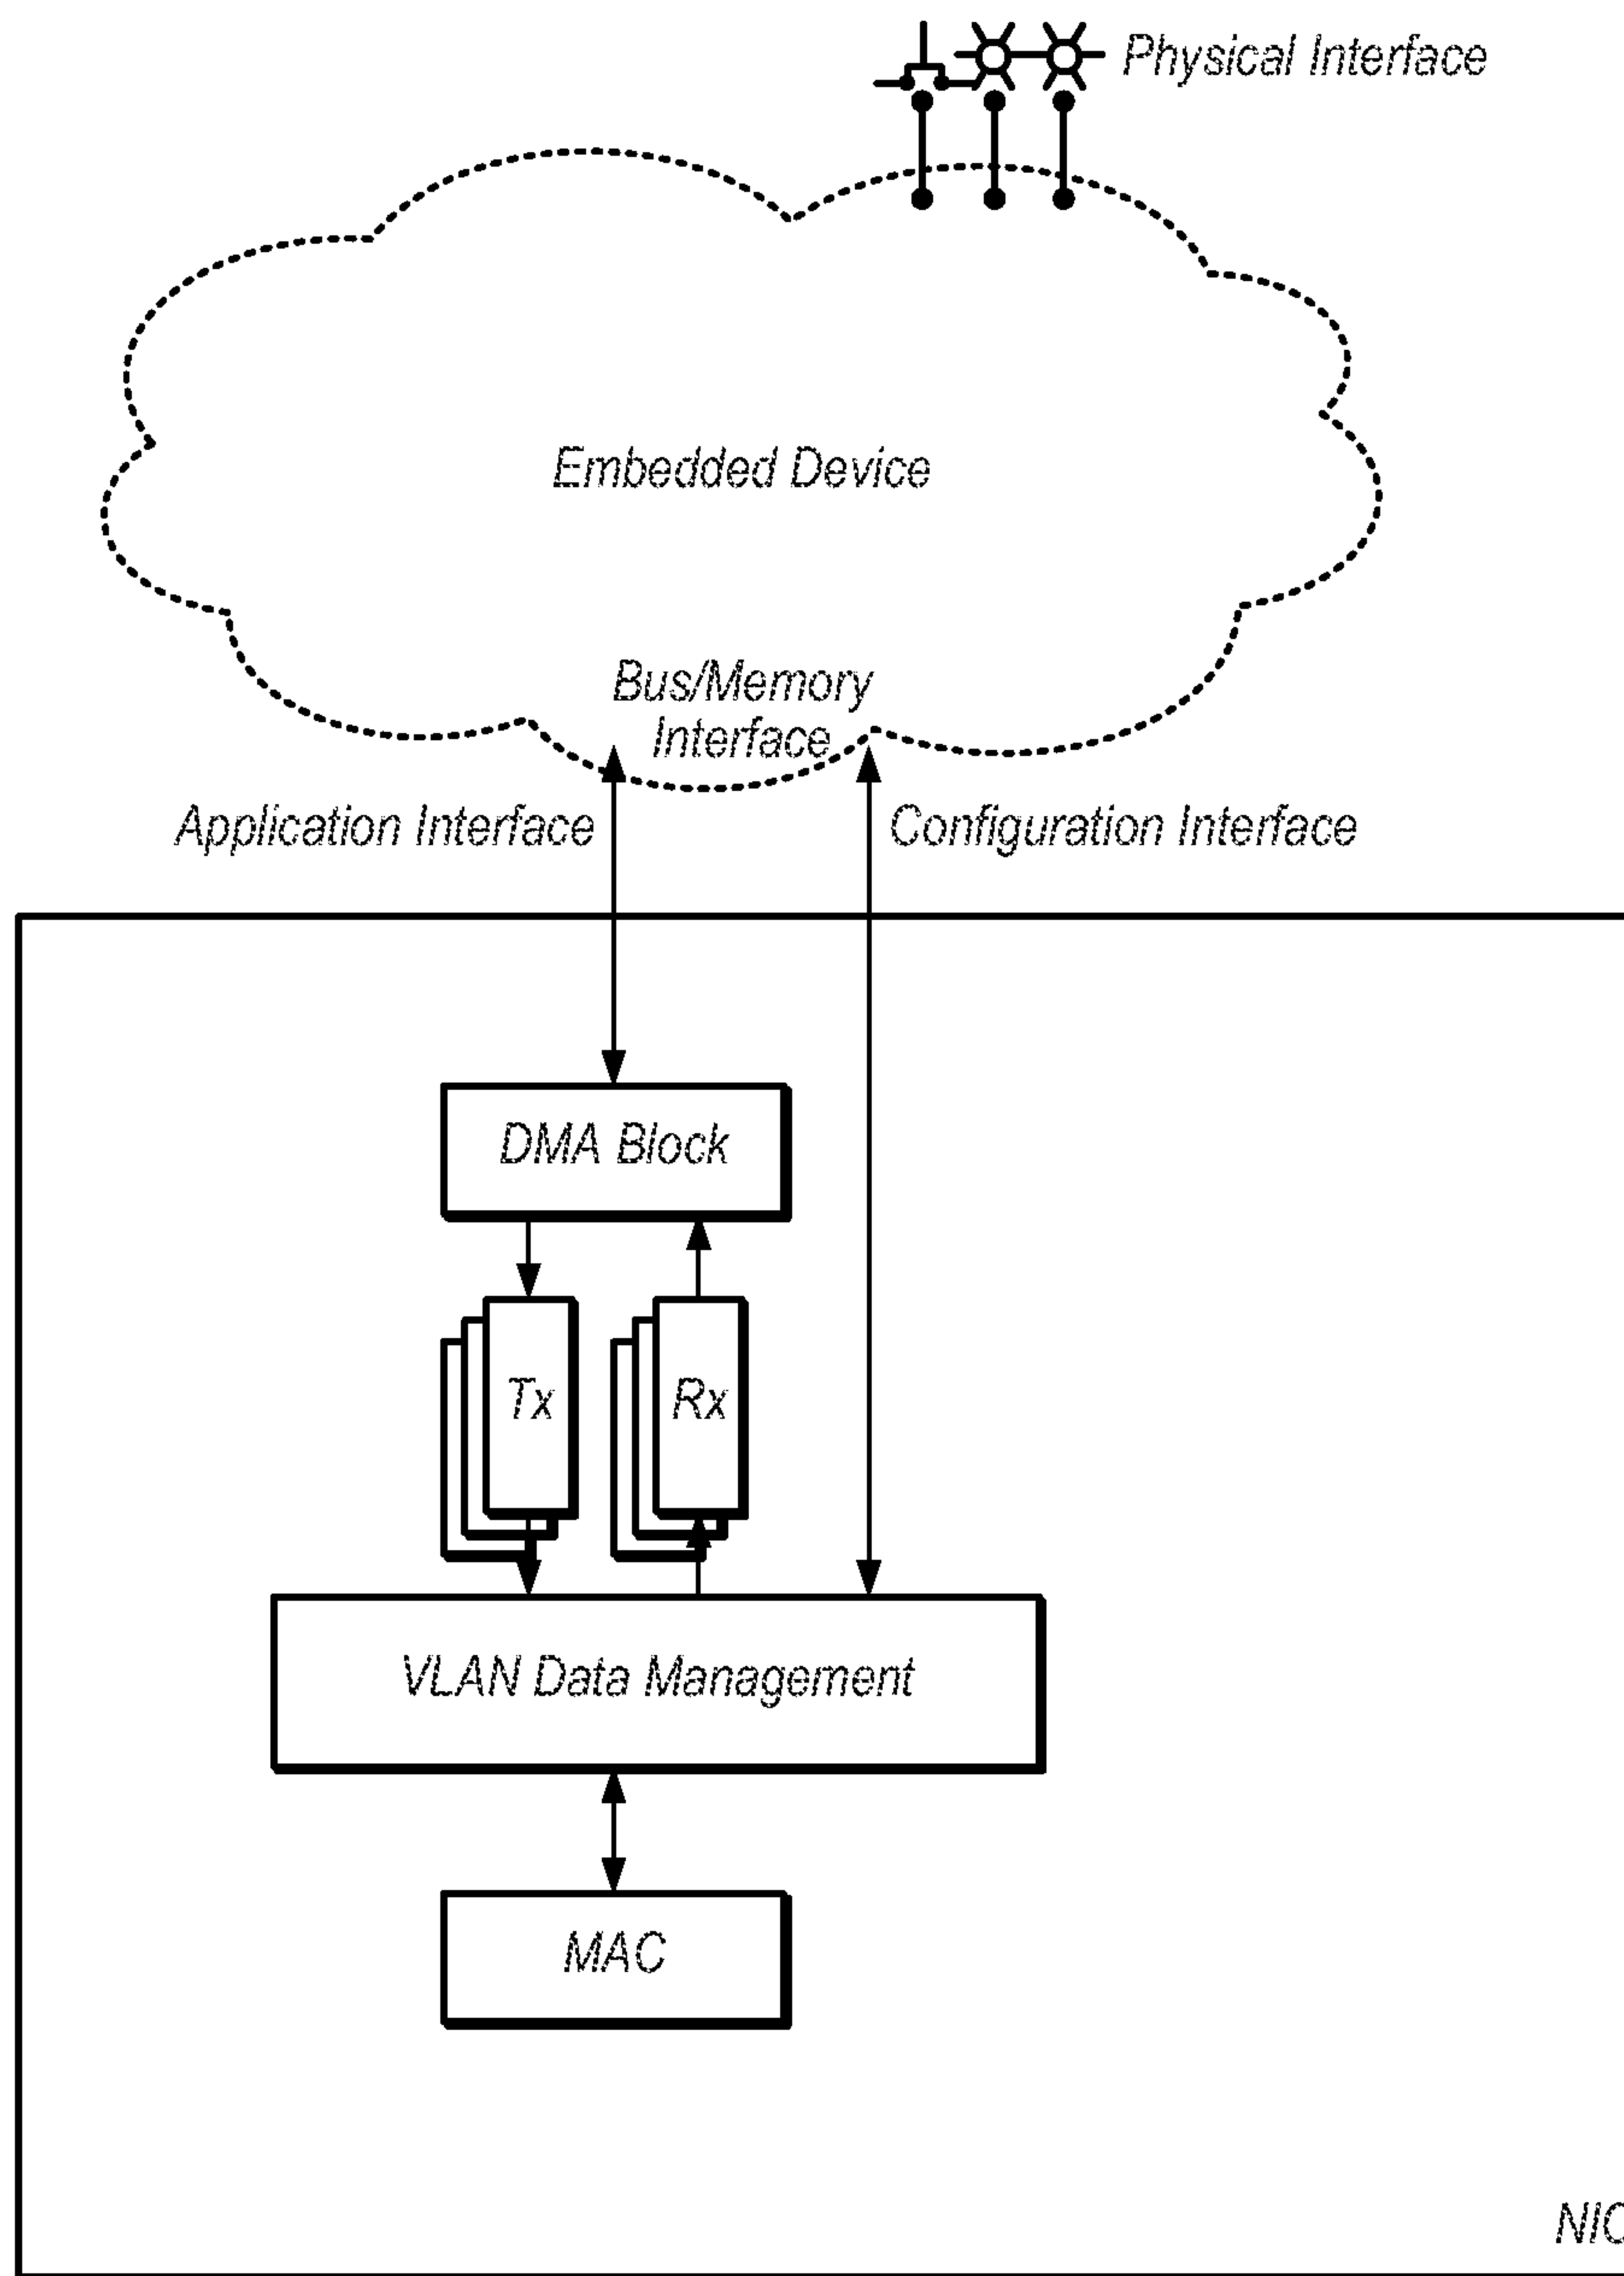 Physical Interface
Embedded Device
Bus/Memory
Interface
Application Interface
Configuration Interface
DMA Block
Tx
Rx
VLAN Data Management
MAC
NIC